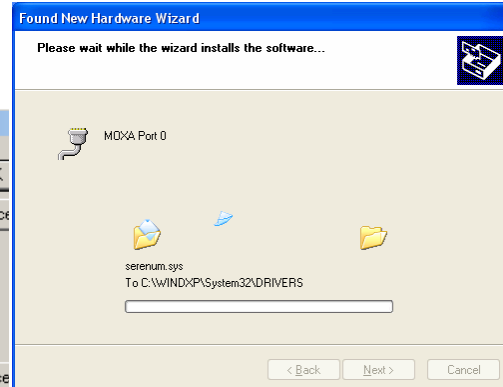 Found New Hardware Wizard
Please wait while the wizard installs the software...
MOXA Port 0
serenum.sys
To C:\WINDXP\System32\DRIVERS
< Back Next > Cancel